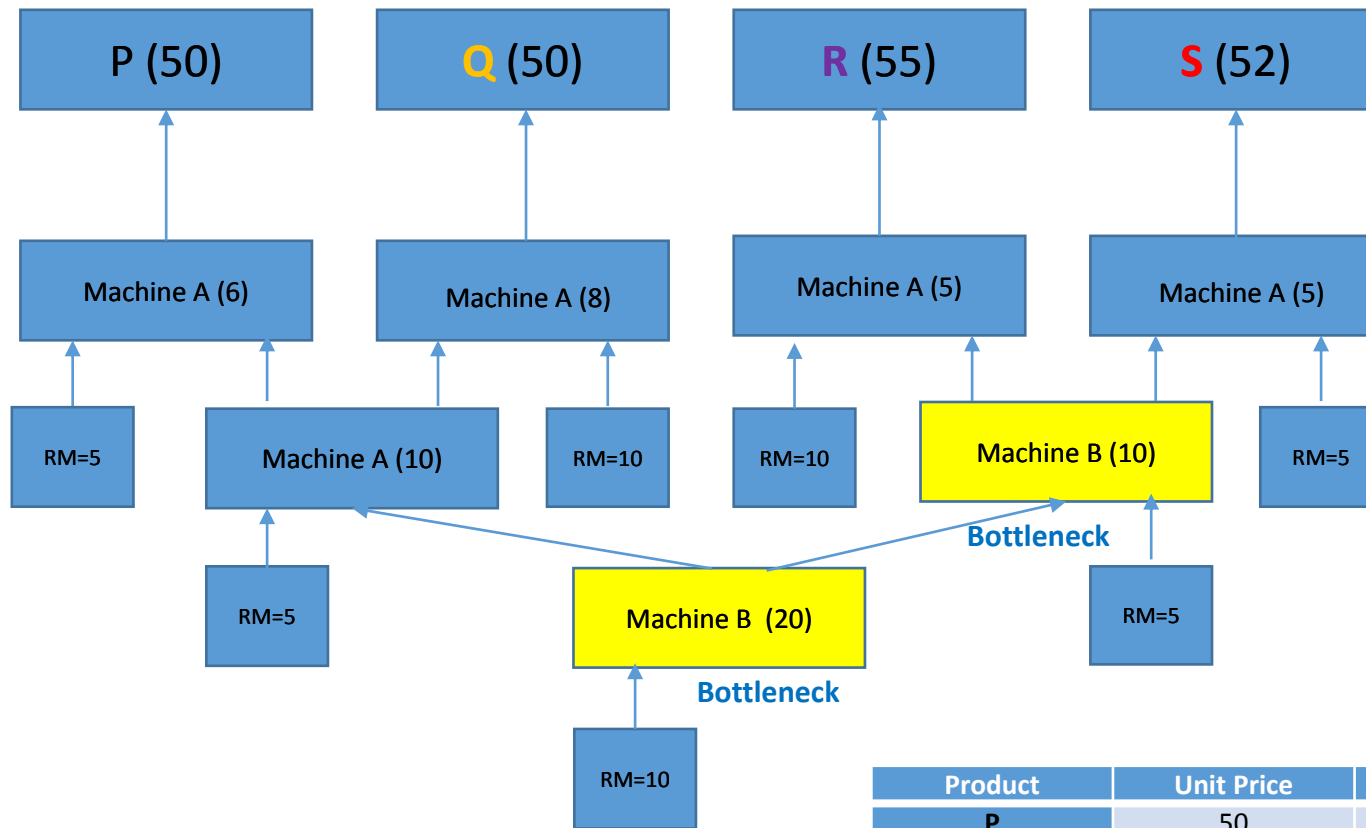 P (50)
Q (50)
R (55)
S (52)
Machine A (6)
Machine A (8)
Machine A (5)
Machine A (5)
RM=5
Machine A (10)
RM=10
RM=10
Machine B (10)
RM=5
Bottleneck
RM=5
Machine B (20)
RM=5
Bottleneck
RM=10
Product Unit Price
P 50